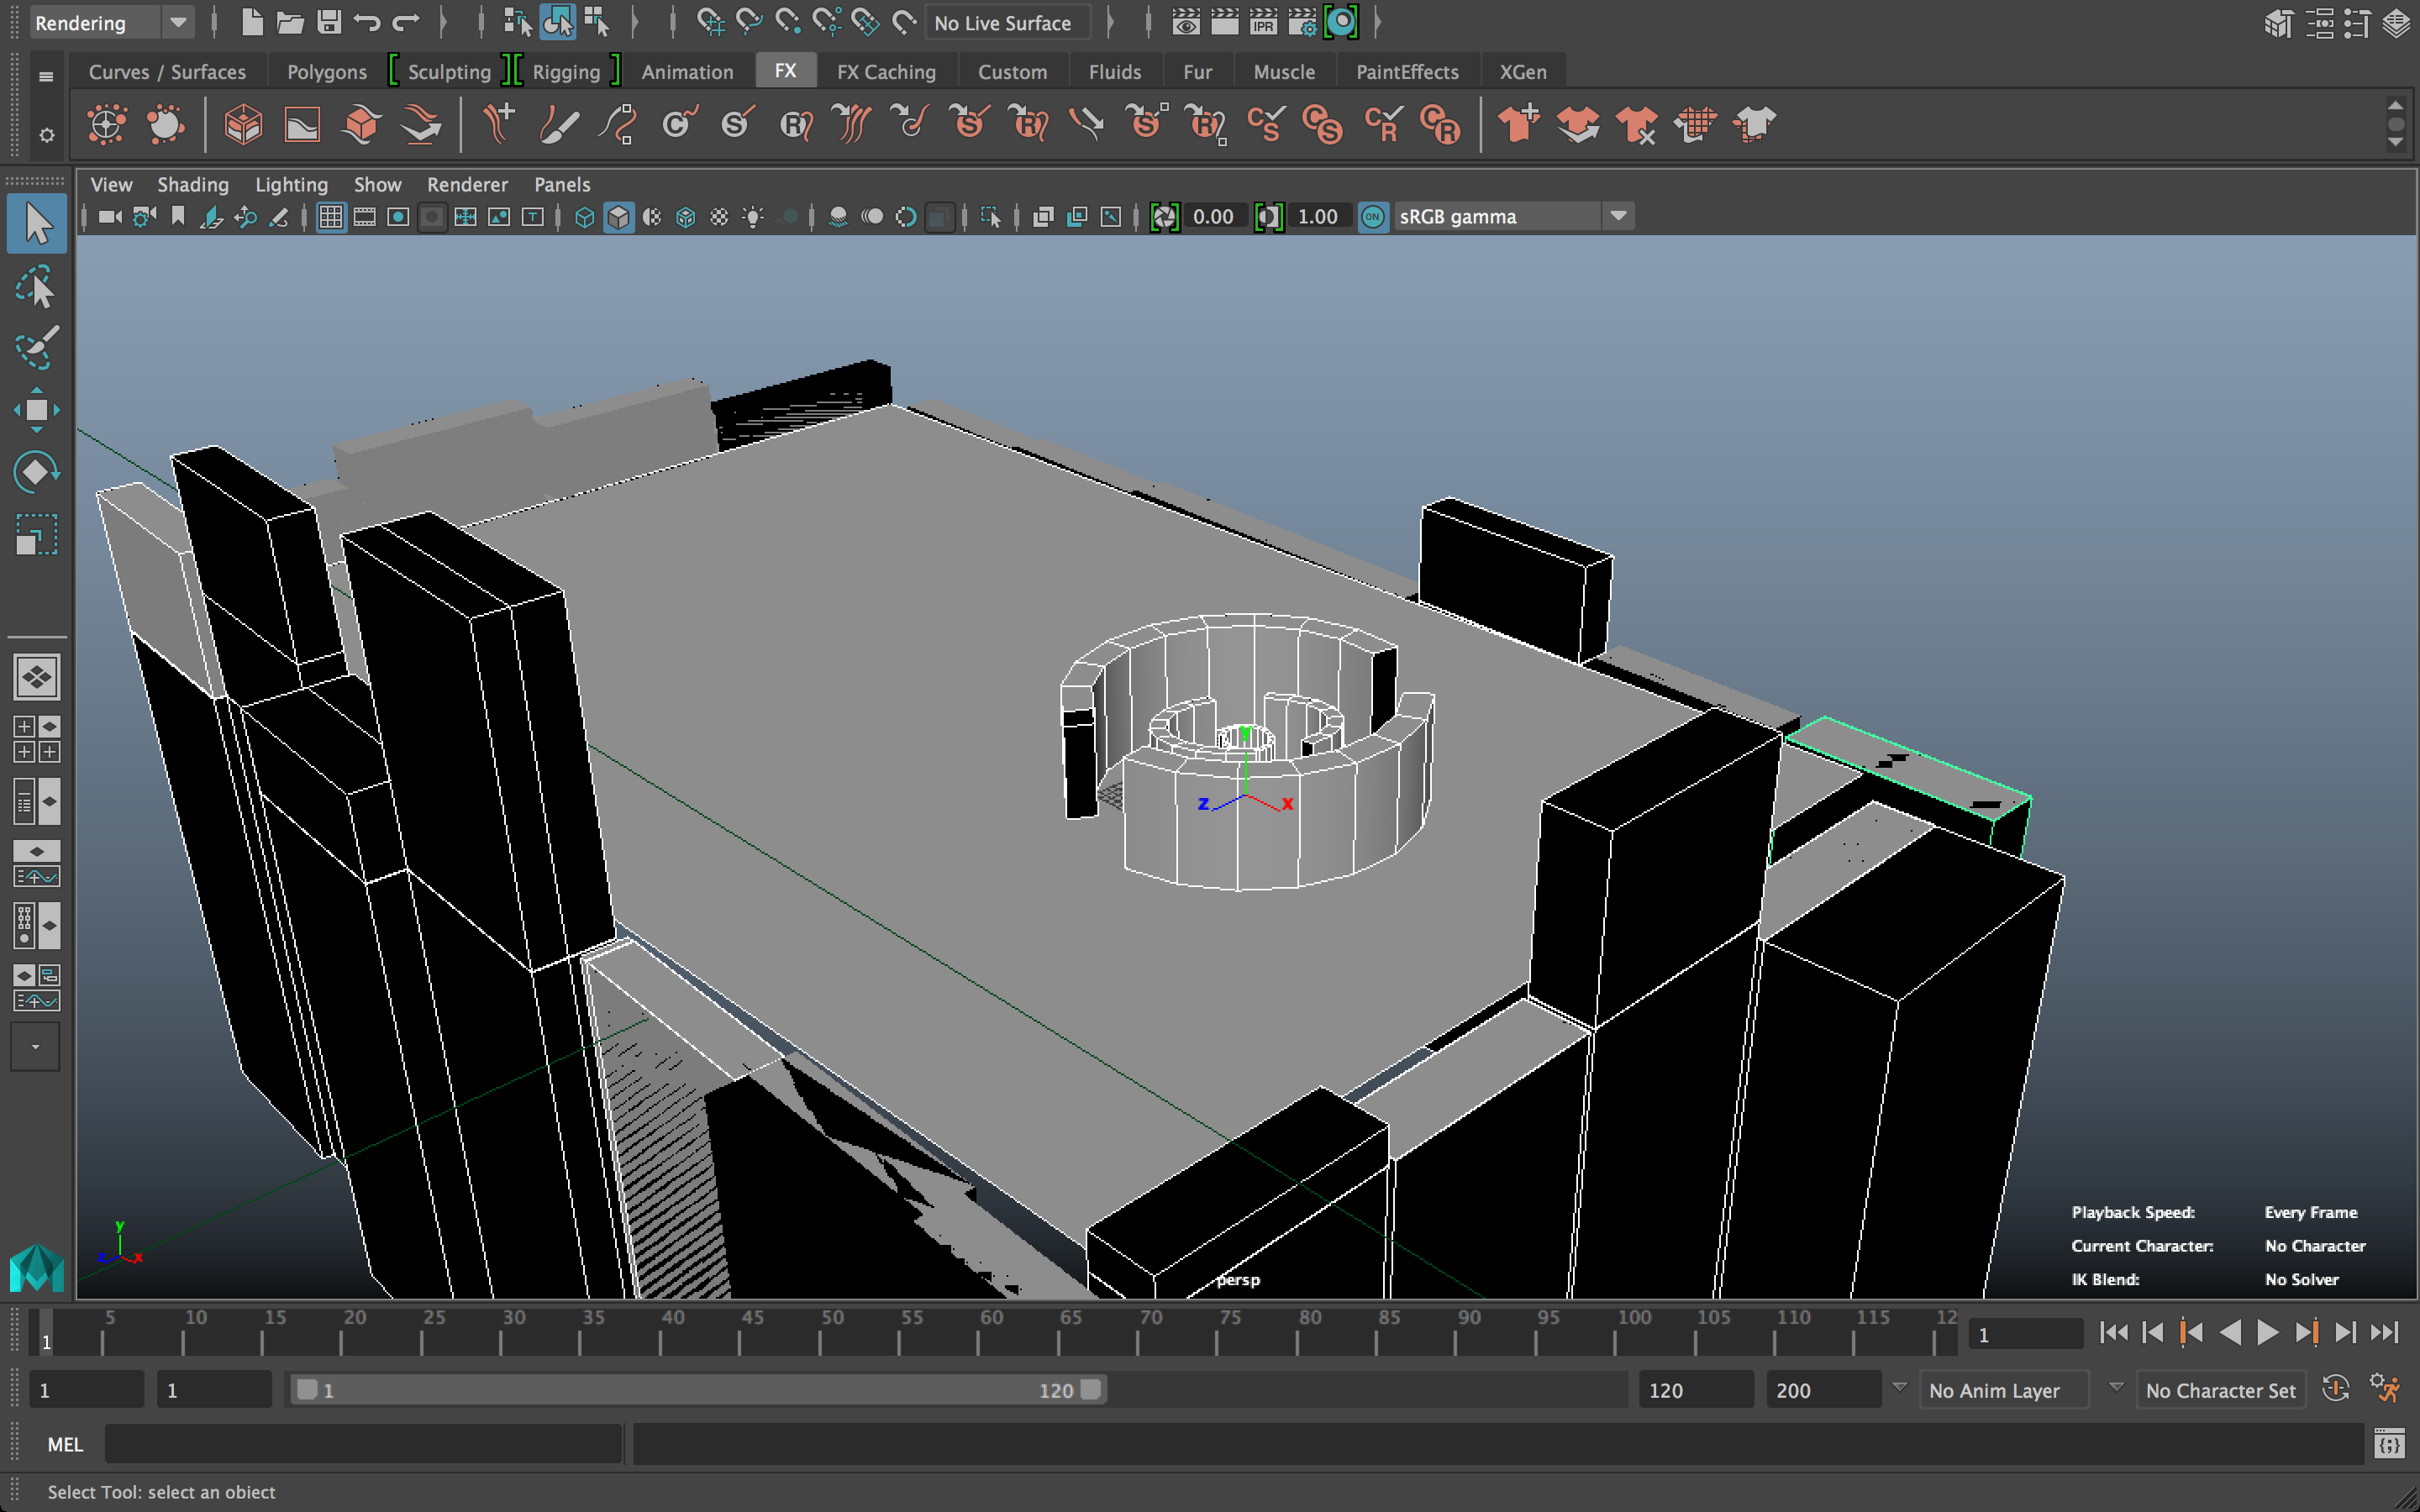 Rendering
No Live Surface
IPR
Curves / Surfaces Polygons Sculpting Rigging Animation FX FX Caching Custom Fluids Fur Muscle PaintEffects XGen
View Shading Lighting Show Renderer Panels
0.00 1.00 ON sRGB gamma
Y
Z X
Playback Speed: Every Frame
Current Character: No Character
IK Blend: No Solver
y
z x
persp
5 10 15 20 25 30 35 40 45 50 55 60 65 70 75 80 85 90 95 100 105 110 115 12
1 1
1 1 1 120 120 200 No Anim Layer No Character Set
MEL
Select Tool: select an object